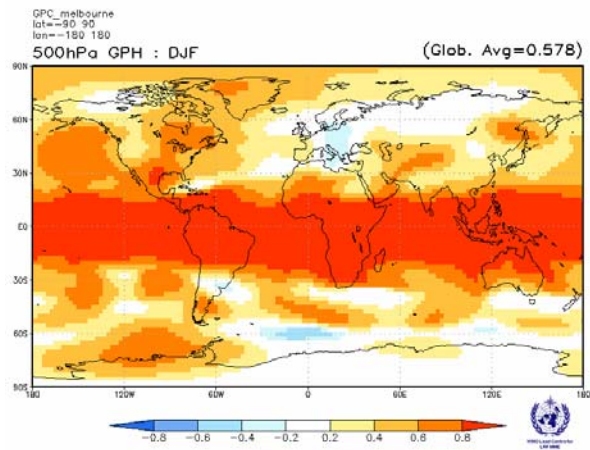 GPC_melbourne
lat=-90 90
lon=-180 180
500hPa GPH : DJF
(Glob. Avg=0.578)
90N
60N
30N
EQ
30S
60S
90S
180 120W 60W 0 60E 120E 180
-0.8 -0.6 -0.4 -0.2 0.2 0.4 0.6 0.8